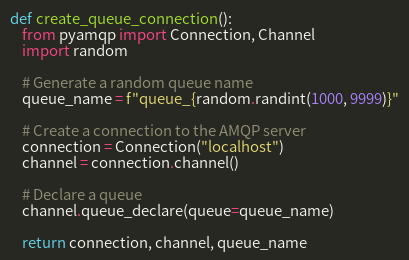 def create_queue_connection():
    from pyamqp import Connection, Channel
    import random

    # Generate a random queue name
    queue_name = f"queue_{random.randint(1000, 9999)}"

    # Create a connection to the AMQP server
    connection = Connection("localhost")
    channel = connection.channel()

    # Declare a queue
    channel.queue_declare(queue=queue_name)

    return connection, channel, queue_name